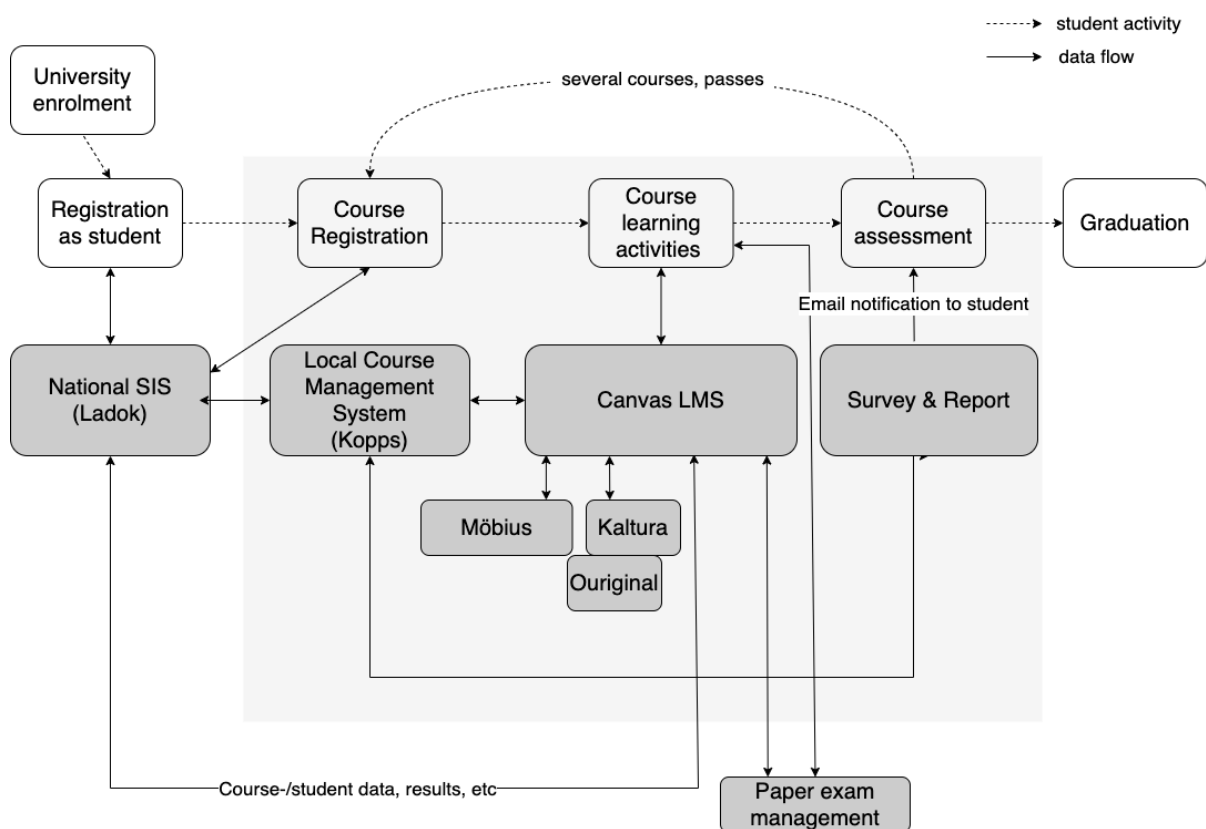 student activity
data flow
University
enrolment
several courses, passes
Registration
as student
Course
Registration
Course
learning
activities
Course
assessment
Graduation
Email notification to student
National SIS
(Ladok)
Local Course
Management
System
(Kopps)
Canvas LMS
Survey & Report
Möbius
Kaltura
Ouriginal
Course-/student data, results, etc
Paper exam
management